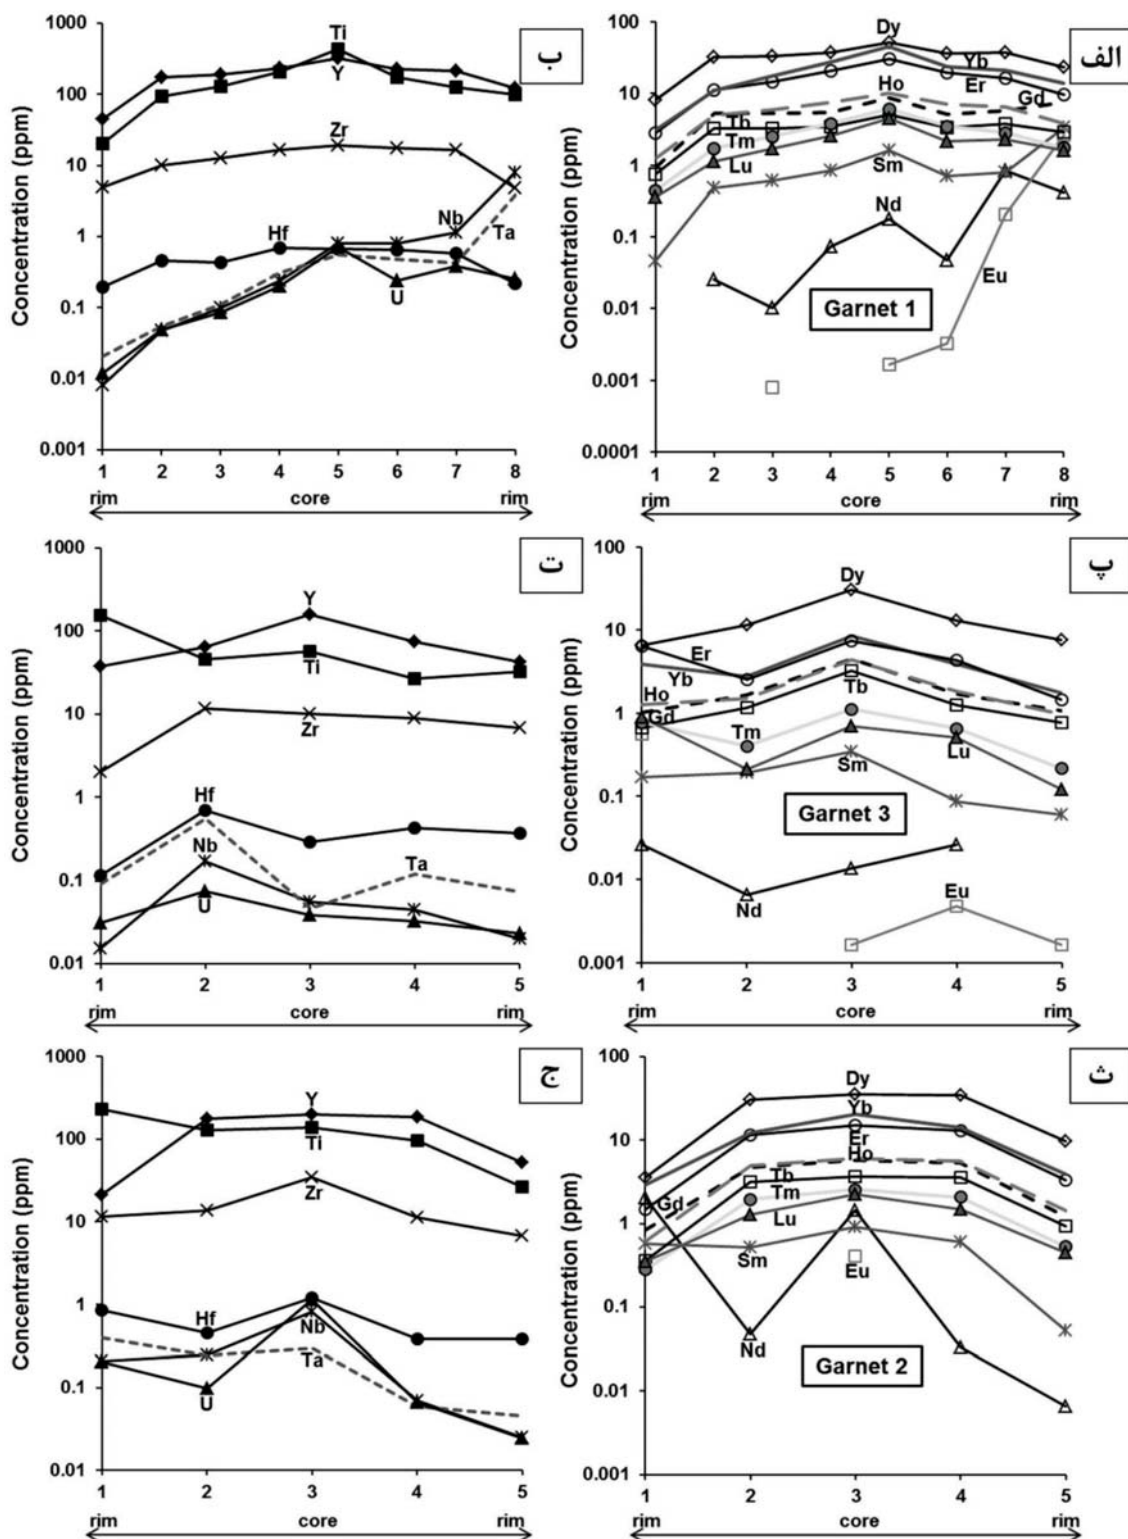 الف
Concentration (ppm)
100
10
1
0.1
0.01
0.001
0.0001
Dy
Yb
Er
Ho
Gd
Tb
Tm
Lu
Sm
Nd
Eu
Garnet 1
1 2 3 4 5 6 7 8
rim core rim
ب
Concentration (ppm)
1000
100
10
1
0.1
0.01
0.001
Ti
Y
Zr
Nb
Ta
Hf
U
1 2 3 4 5 6 7 8
rim core rim
پ
Concentration (ppm)
100
10
1
0.1
0.01
0.001
Dy
Er
Yb
Ho
Gd
Tb
Tm
Lu
Sm
Garnet 3
Nd
Eu
1 2 3 4 5
rim core rim
ت
Concentration (ppm)
1000
100
10
1
0.1
0.01
Y
Ti
Zr
Hf
Nb
Ta
U
1 2 3 4 5
rim core rim
ث
Concentration (ppm)
100
10
1
0.1
0.01
0.001
Dy
Yb
Er
Ho
Tb
Gd
Tm
Lu
Sm
Eu
Nd
Garnet 2
1 2 3 4 5
rim core rim
ج
Concentration (ppm)
1000
100
10
1
0.1
0.01
Y
Ti
Zr
Hf
Nb
Ta
U
1 2 3 4 5
rim core rim